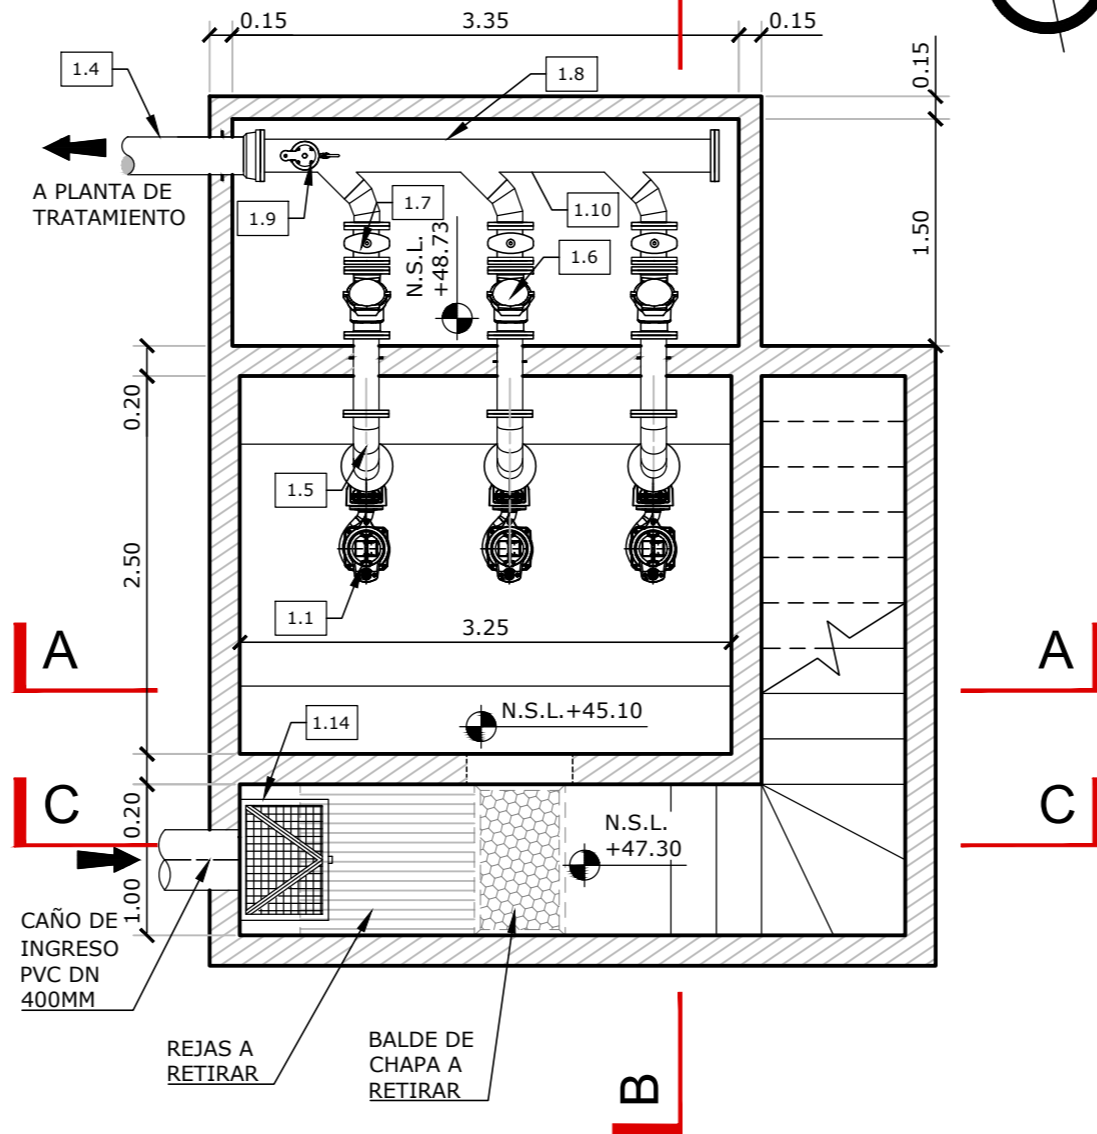 0.15
3.35
0.15
1.4
1.8
0.15
A PLANTA DE
TRATAMIENTO
1.9
1.7
1.10
N.S.L.
+48.73
1.6
1.50
0.20
1.5
2.50
1.1
3.25
A
A
1.14
N.S.L.+45.10
C
0.20
N.S.L.
+47.30
C
1.00
CAÑO DE
INGRESO
PVC DN
400MM
REJAS A
RETIRAR
BALDE DE
CHAPA A
RETIRAR
B